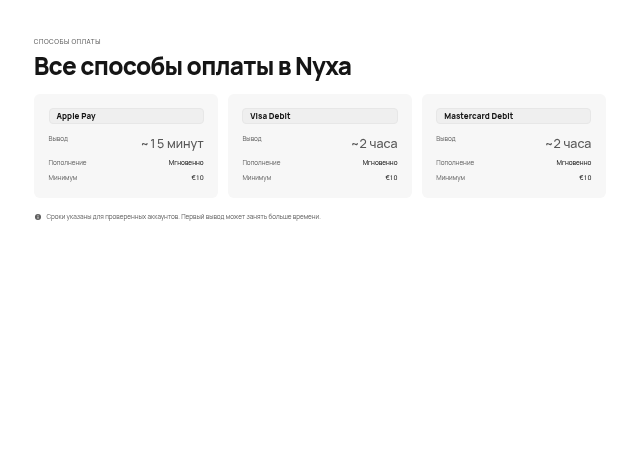 СПОСОБЫ ОПЛАТЫ
Все способы оплаты в Nyxa
Apple Pay
Вывод ~15 минут
Пополнение Мгновенно
Минимум €10
Visa Debit
Вывод ~2 часа
Пополнение Мгновенно
Минимум €10
Mastercard Debit
Вывод ~2 часа
Пополнение Мгновенно
Минимум €10
Сроки указаны для проверенных аккаунтов. Первый вывод может занять больше времени.